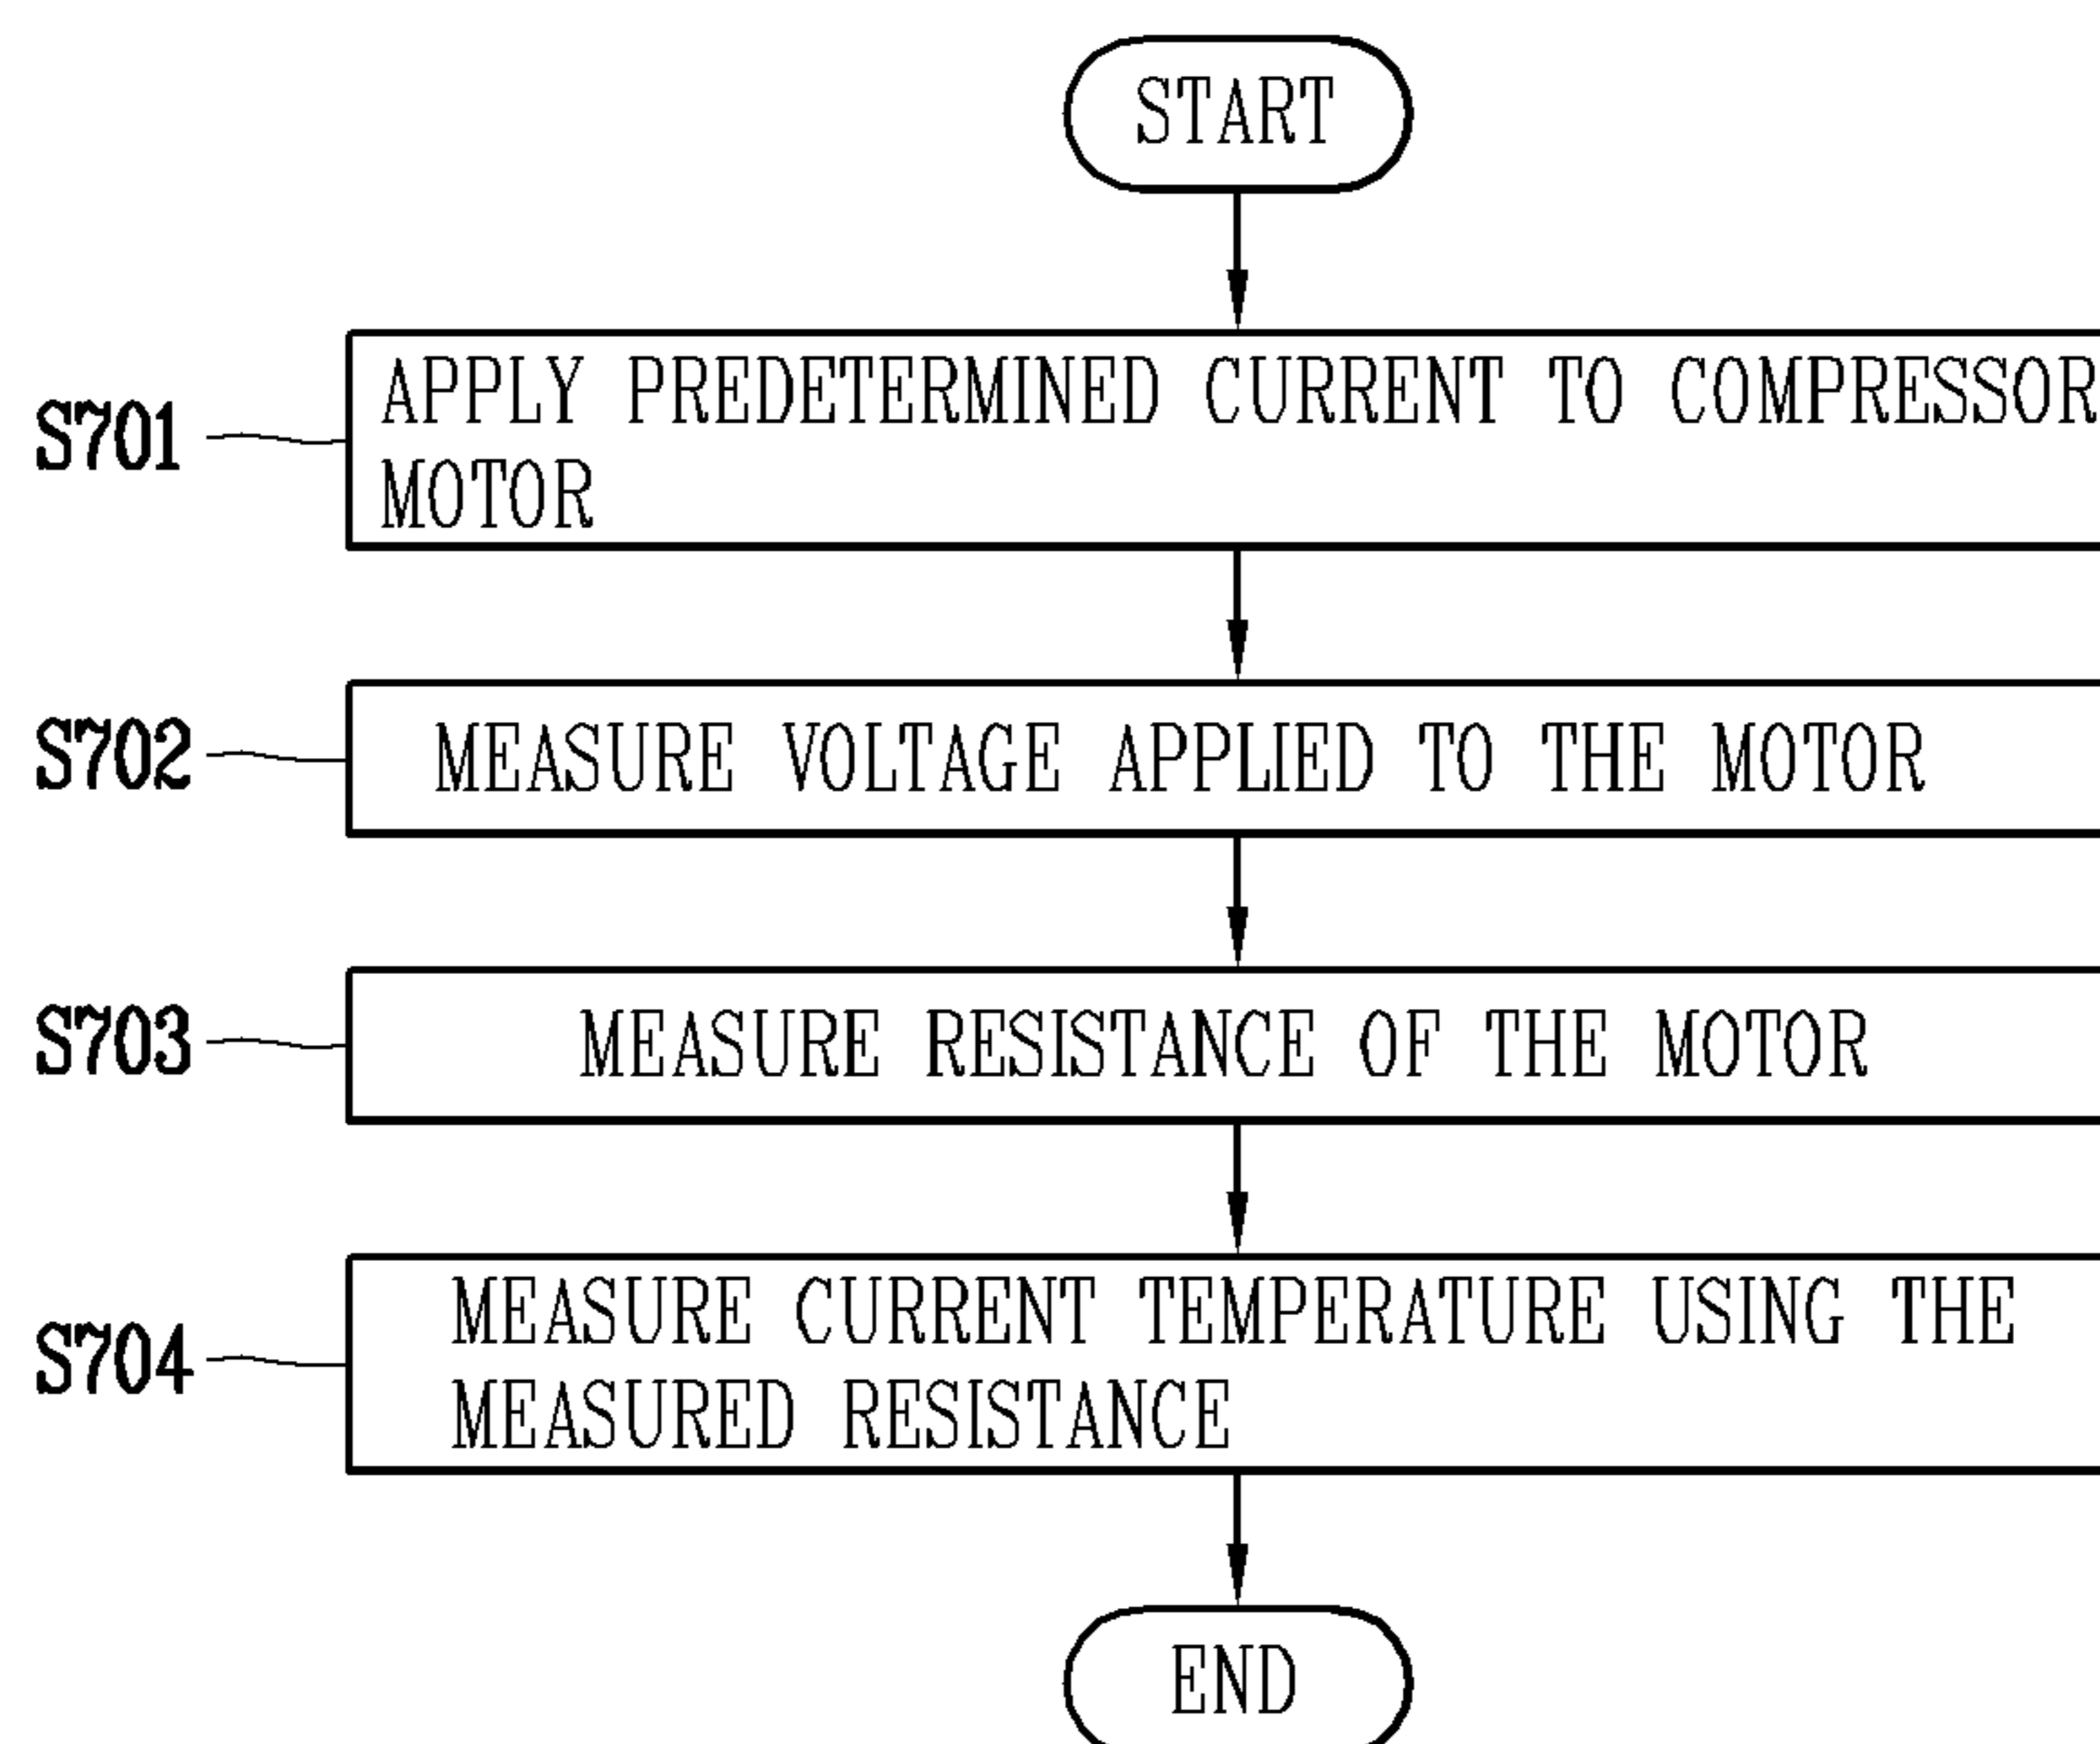 START
S701
APPLY PREDETERMINED CURRENT TO COMPRESSOR
MOTOR
S702
MEASURE VOLTAGE APPLIED TO THE MOTOR
S703
MEASURE RESISTANCE OF THE MOTOR
S704
MEASURE CURRENT TEMPERATURE USING THE
MEASURED RESISTANCE
END